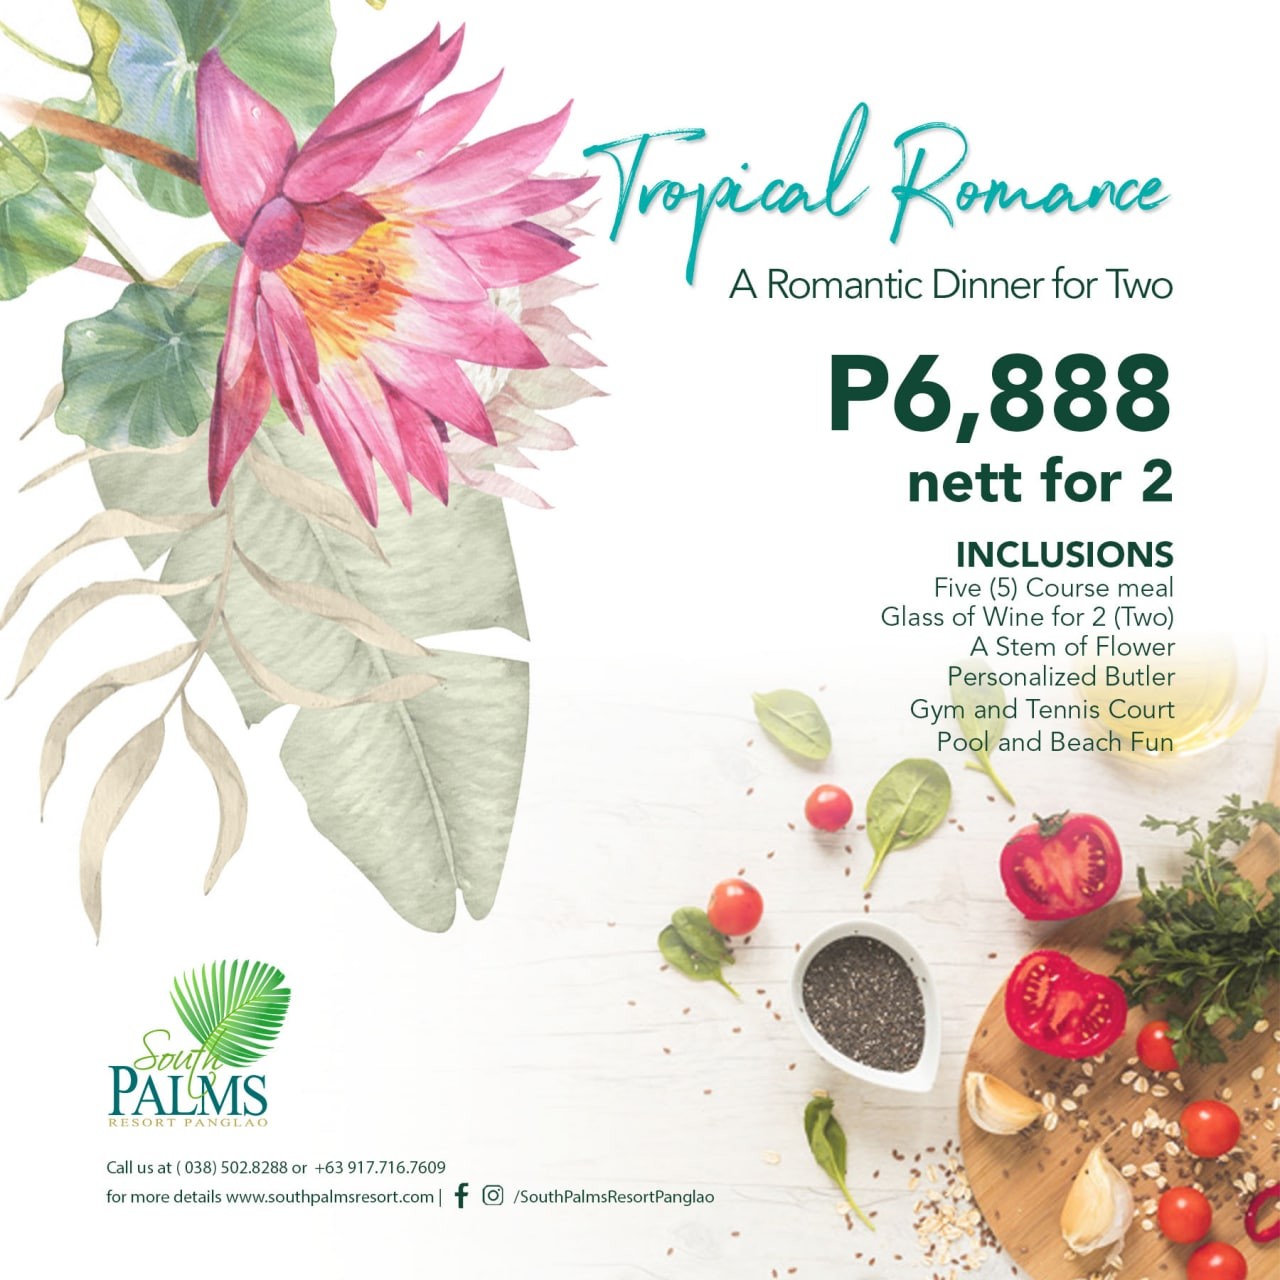 Tropical Romance
A Romantic Dinner for Two
P6,888
nett for 2
INCLUSIONS
Five (5) Course meal
Glass of Wine for 2 (Two)
A Stem of Flower
Personalized Butler
Gym and Tennis Court
Pool and Beach Fun
South
PALMS
RESORT PANGLAO
Call us at ( 038) 502.8288 or +63 917.716.7609
for more details www.southpalmsresort.com | /SouthPalmsResortPanglao